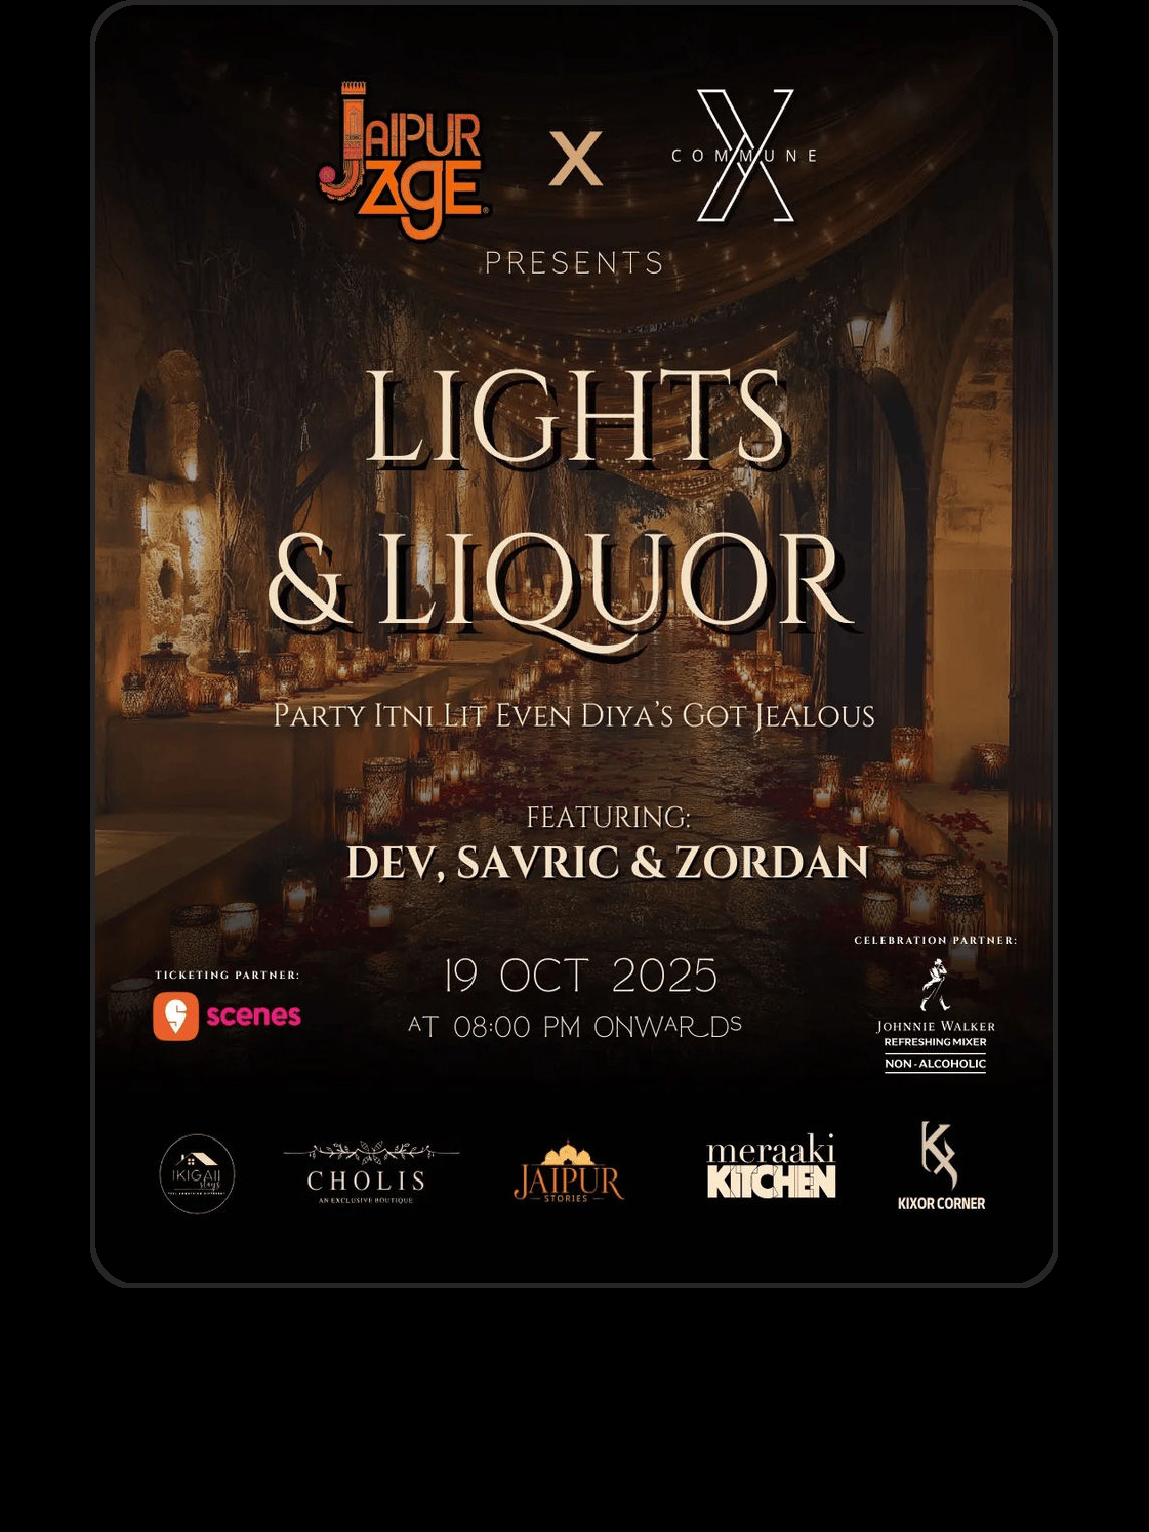 JAIPUR
AGE
X
COMMUNE
PRESENTS
LIGHTS
& LIQUOR
PARTY ITNI LIT EVEN DIYA'S GOT JEALOUS
FEATURING:
DEV, SAVRIC & ZORDAN
CELEBRATION PARTNER:
TICKETING PARTNER:
scenes
19 OCT 2025
AT 08:00 PM ONWARDS
JOHNNIE WALKER
REFRESHING MIXER
NON-ALCOHOLIC
IKIGAII
stays
CHOLIS
AN EXCLUSIVE BOUTIQUE
JAIPUR
STORIES
meraaki
KITCHEN
KIXOR CORNER